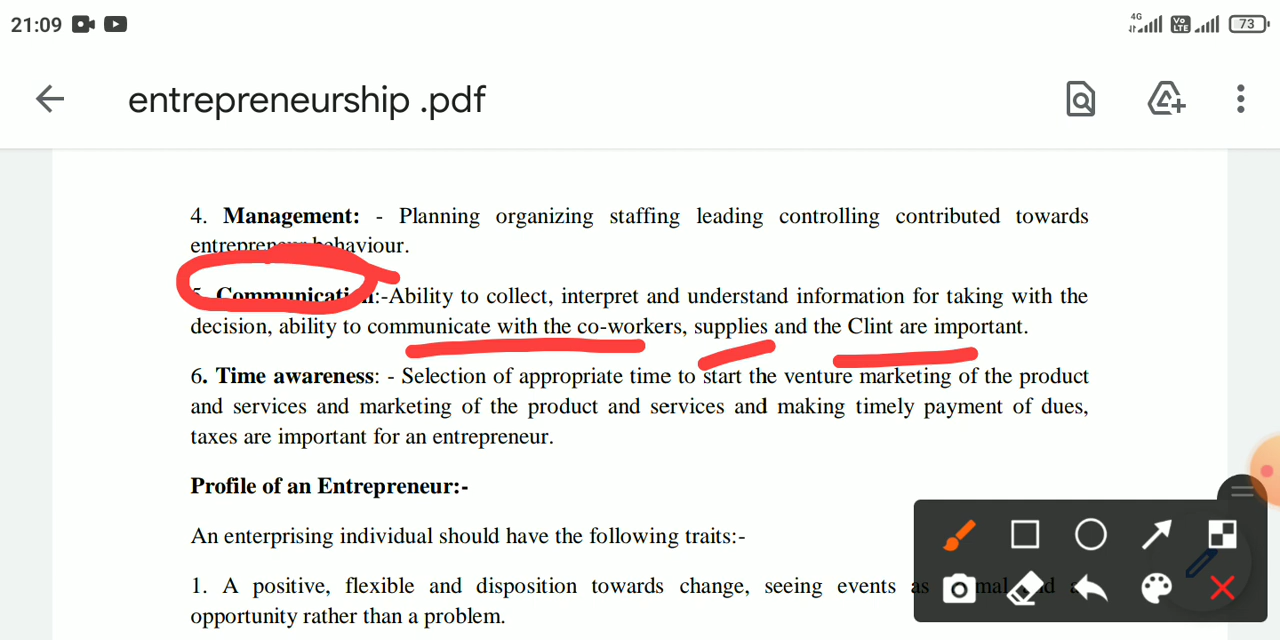 21:09
4G
Vo LTE
73
entrepreneurship .pdf
4. Management: - Planning organizing staffing leading controlling contributed towards
entrepreneur behaviour.
5. Communication:-Ability to collect, interpret and understand information for taking with the
decision, ability to communicate with the co-workers, supplies and the Clint are important.
6. Time awareness: - Selection of appropriate time to start the venture marketing of the product
and services and marketing of the product and services and making timely payment of dues,
taxes are important for an entrepreneur.
Profile of an Entrepreneur:-
An enterprising individual should have the following traits:-
1. A positive, flexible and disposition towards change, seeing events as
opportunity rather than a problem.